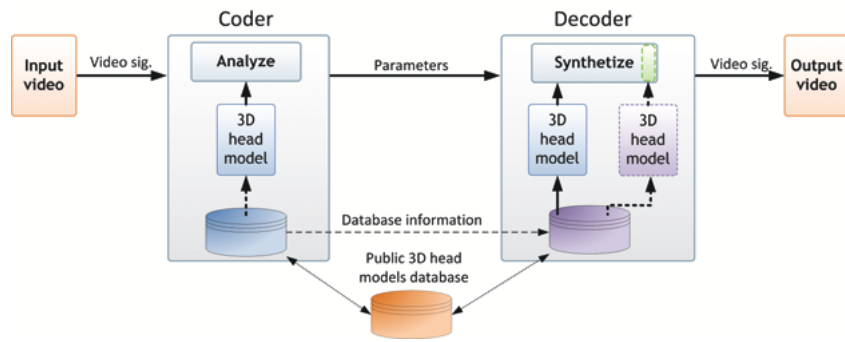 Coder
Decoder
Input
video
Video sig.
Analyze
Parameters
Synthetize
Video sig.
Output
video
3D
head
model
3D
head
model
3D
head
model
Database information
Public 3D head
models database